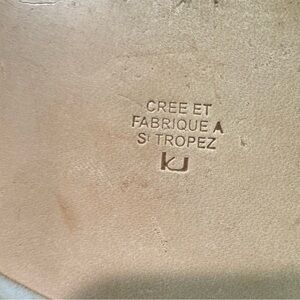 CREE ET
FABRIQUE A
St TROPEZ
KJ